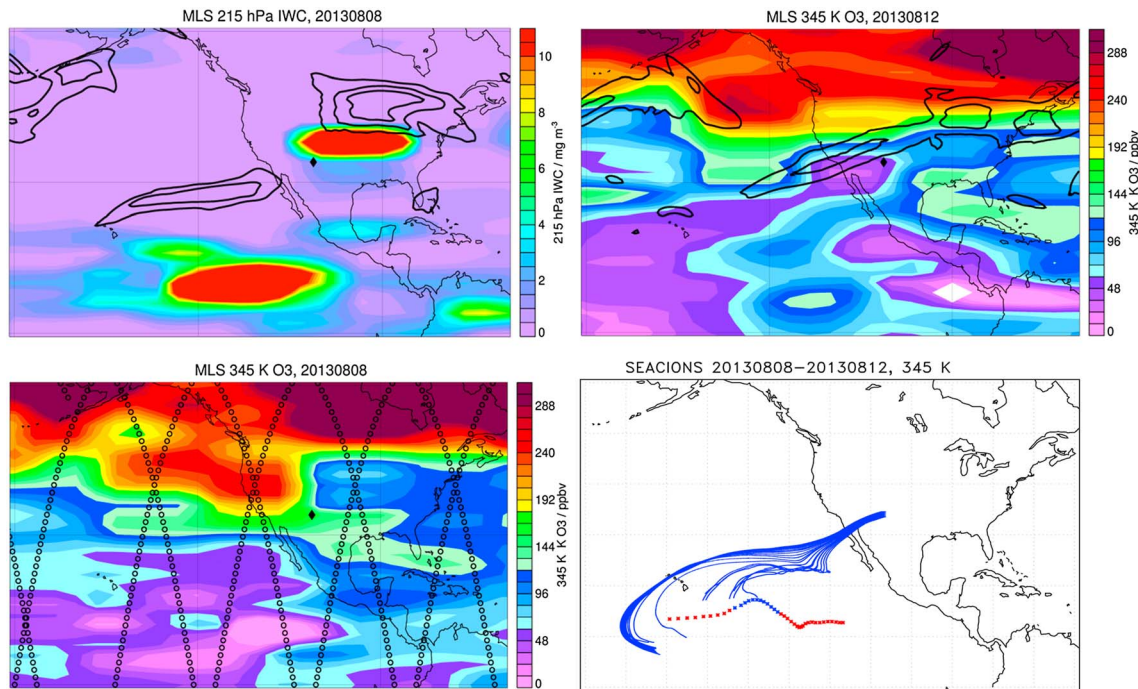 MLS 215 hPa IWC, 20130808
10
8
6
4
2
0
215 hPa IWC / mg m⁻³
MLS 345 K O3, 20130812
288
240
192
144
96
48
0
345 K O3 / ppbv
MLS 345 K O3, 20130808
288
240
192
144
96
48
0
345 K O3 / ppbv
SEACIONS 20130808–20130812, 345 K